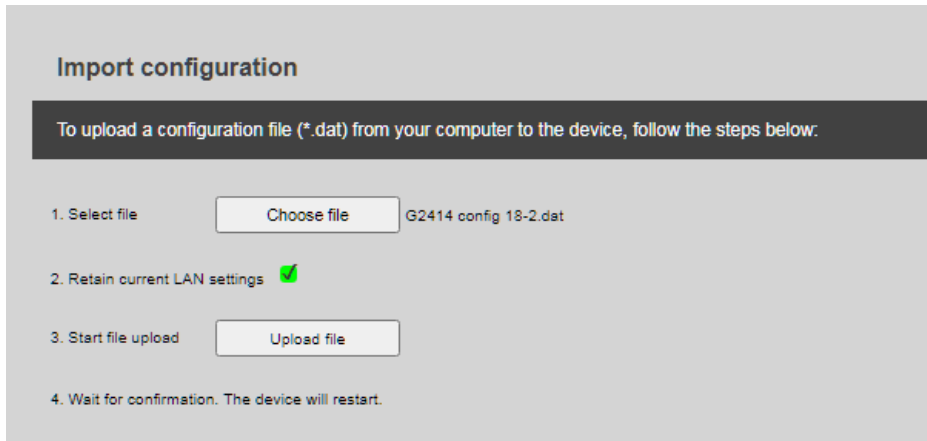 Import configuration
To upload a configuration file (*.dat) from your computer to the device, follow the steps below:
1. Select file Choose file G2414 config 18-2.dat
2. Retain current LAN settings
3. Start file upload Upload file
4. Wait for confirmation. The device will restart.